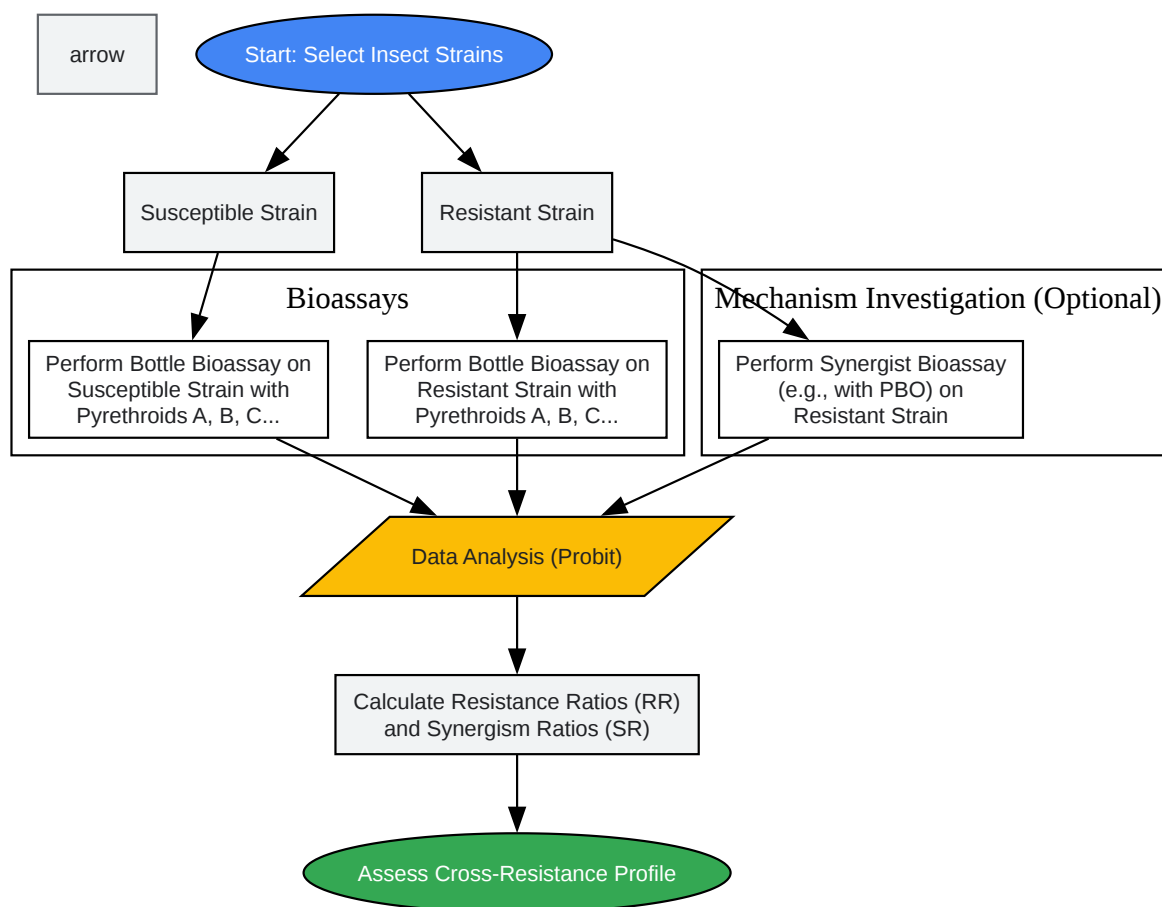 arrow
Start: Select Insect Strains
Susceptible Strain
Resistant Strain
Bioassays
Mechanism Investigation (Optional)
Perform Bottle Bioassay on
Susceptible Strain with
Pyrethroids A, B, C...
Perform Bottle Bioassay on
Resistant Strain with
Pyrethroids A, B, C...
Perform Synergist Bioassay
(e.g., with PBO) on
Resistant Strain
Data Analysis (Probit)
Calculate Resistance Ratios (RR)
and Synergism Ratios (SR)
Assess Cross-Resistance Profile